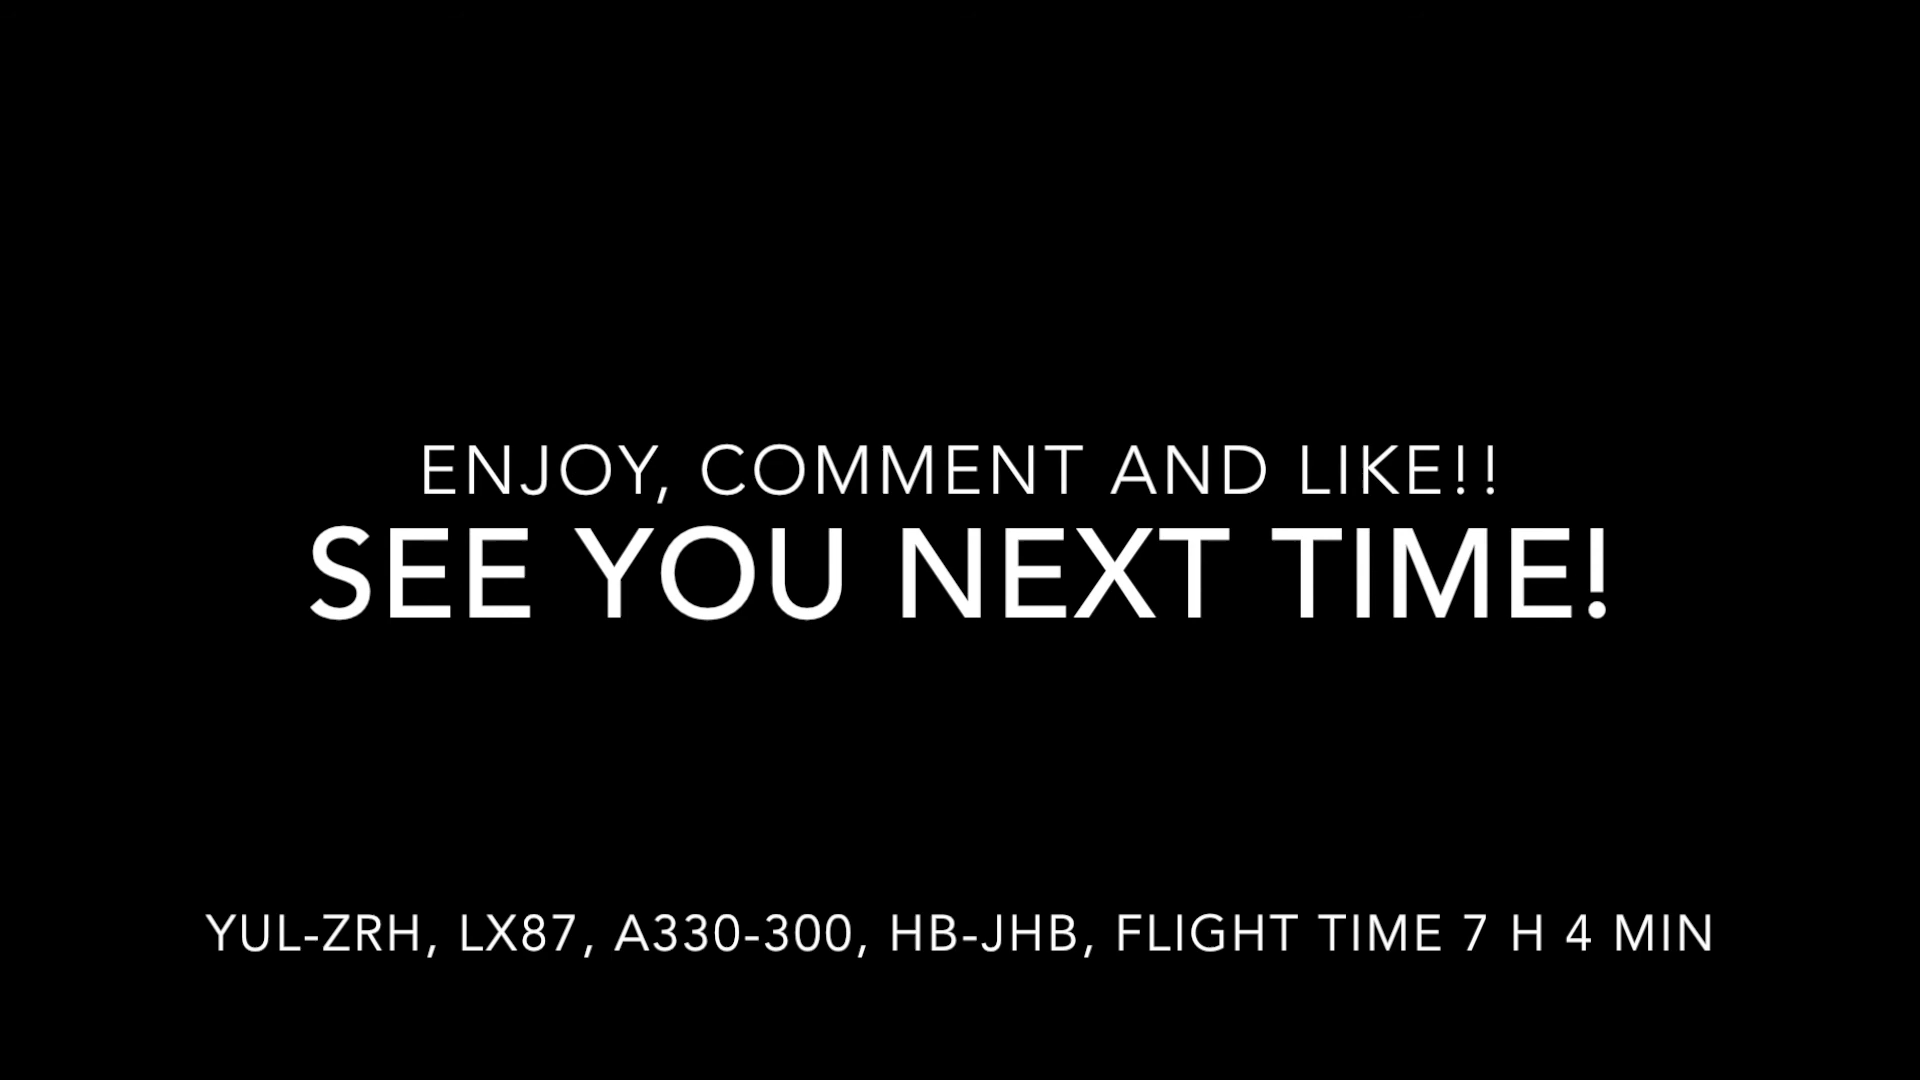 ENJOY, COMMENT AND LIKE!!
SEE YOU NEXT TIME!
YUL-ZRH, LX87, A330-300, HB-JHB, FLIGHT TIME 7 H 4 MIN